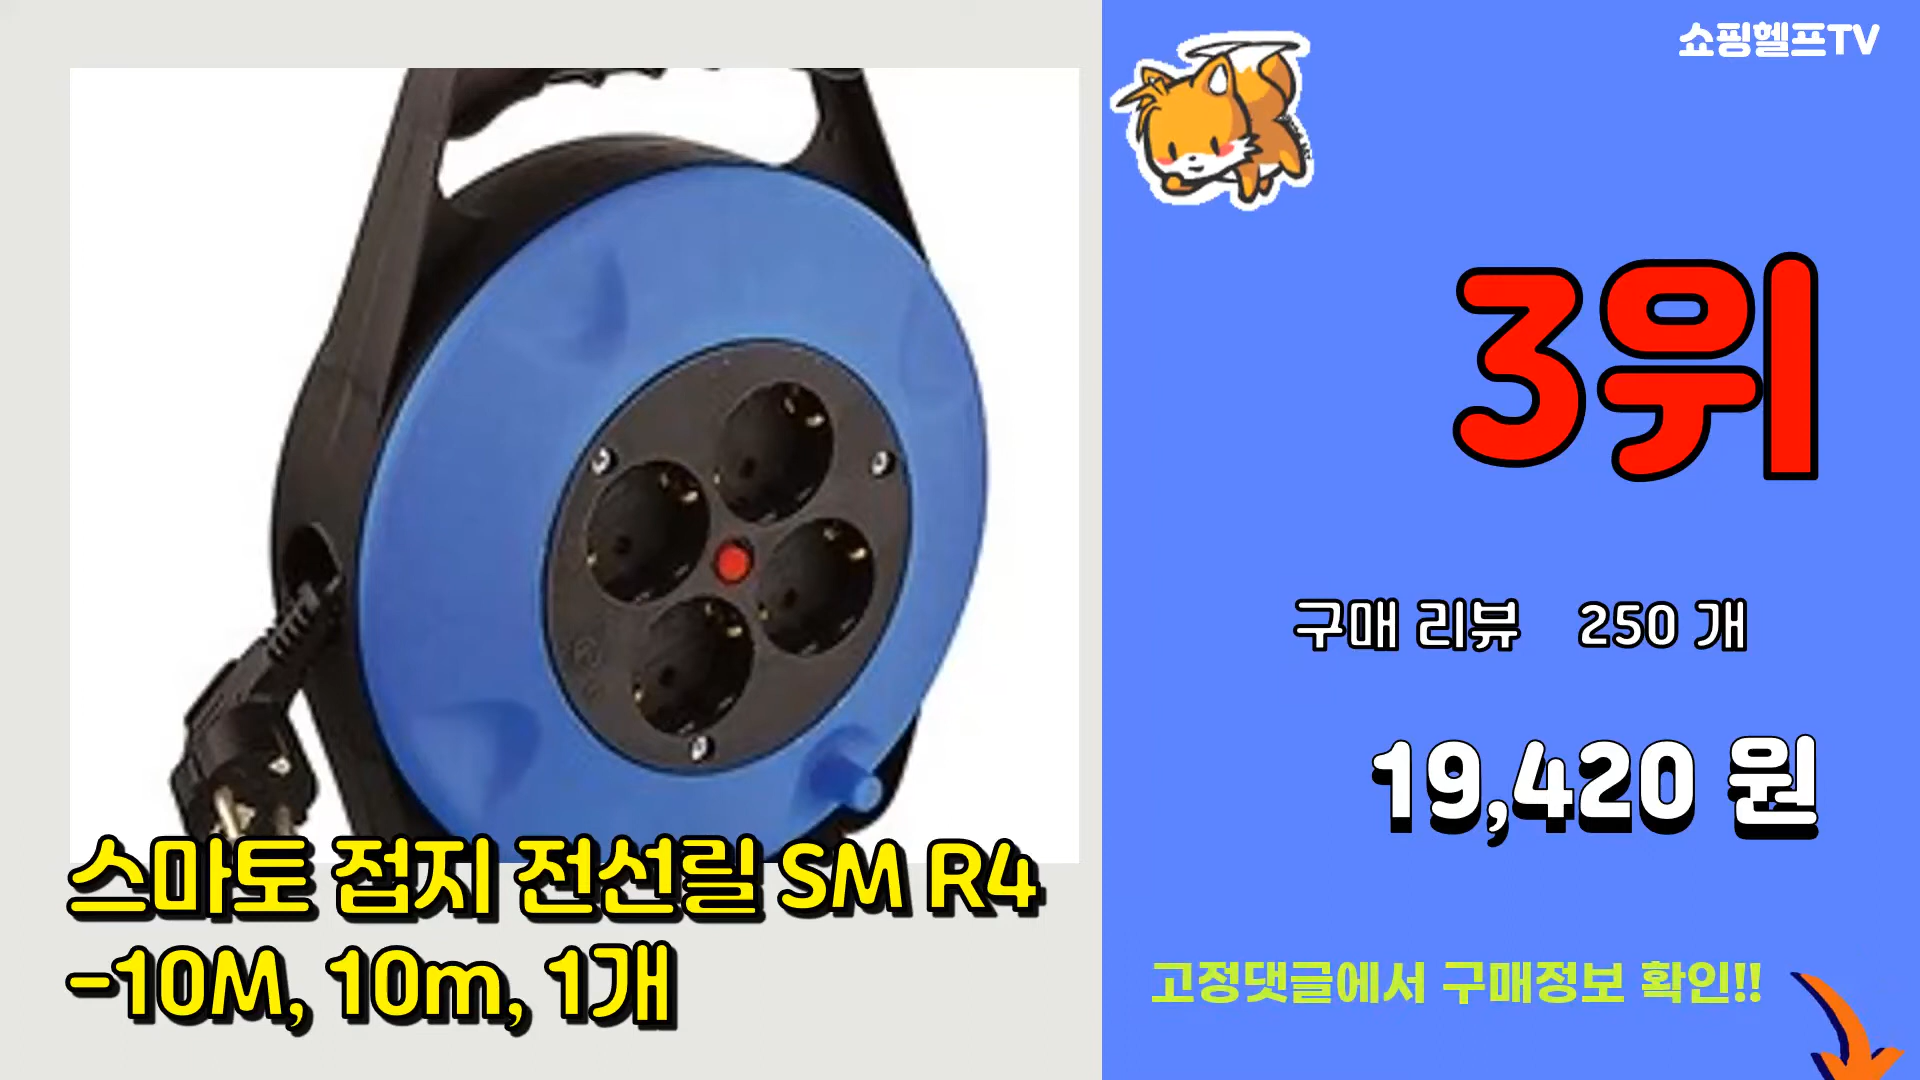 쇼핑헬프TV
3위
구매 리뷰 250 개
19,420 원
스마토 접지 전선릴 SM R4
-10M, 10m, 1개
고정댓글에서 구매정보 확인!!